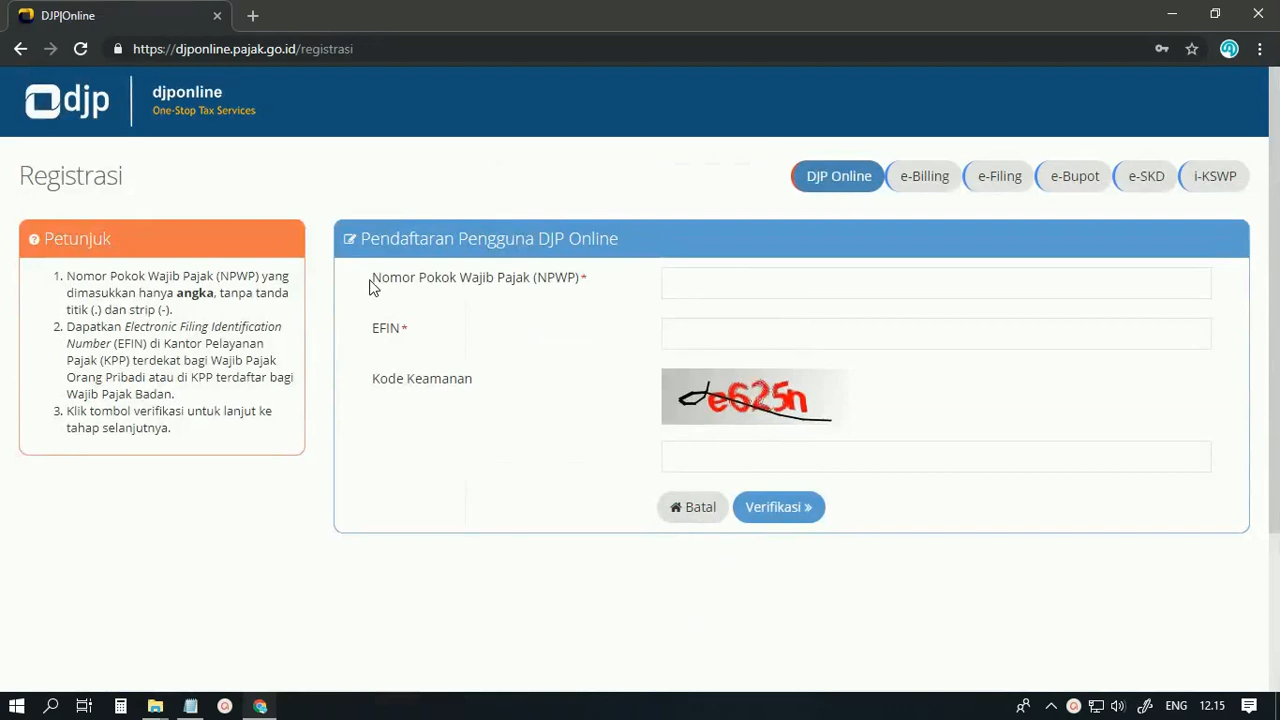 DJP|Online
https://djponline.pajak.go.id/registrasi
djp
djponline
One-Stop Tax Services
Registrasi
DJP Online
e-Billing
e-Filing
e-Bupot
e-SKD
i-KSWP
Petunjuk
1. Nomor Pokok Wajib Pajak (NPWP) yang
dimasukkan hanya angka, tanpa tanda
titik (.) dan strip (-).
2. Dapatkan Electronic Filing Identification
Number (EFIN) di Kantor Pelayanan
Pajak (KPP) terdekat bagi Wajib Pajak
Orang Pribadi atau di KPP terdaftar bagi
Wajib Pajak Badan.
3. Klik tombol verifikasi untuk lanjut ke
tahap selanjutnya.
Pendaftaran Pengguna DJP Online
Nomor Pokok Wajib Pajak (NPWP)*
EFIN*
Kode Keamanan
de625n
Batal
Verifikasi »
ENG
12.15